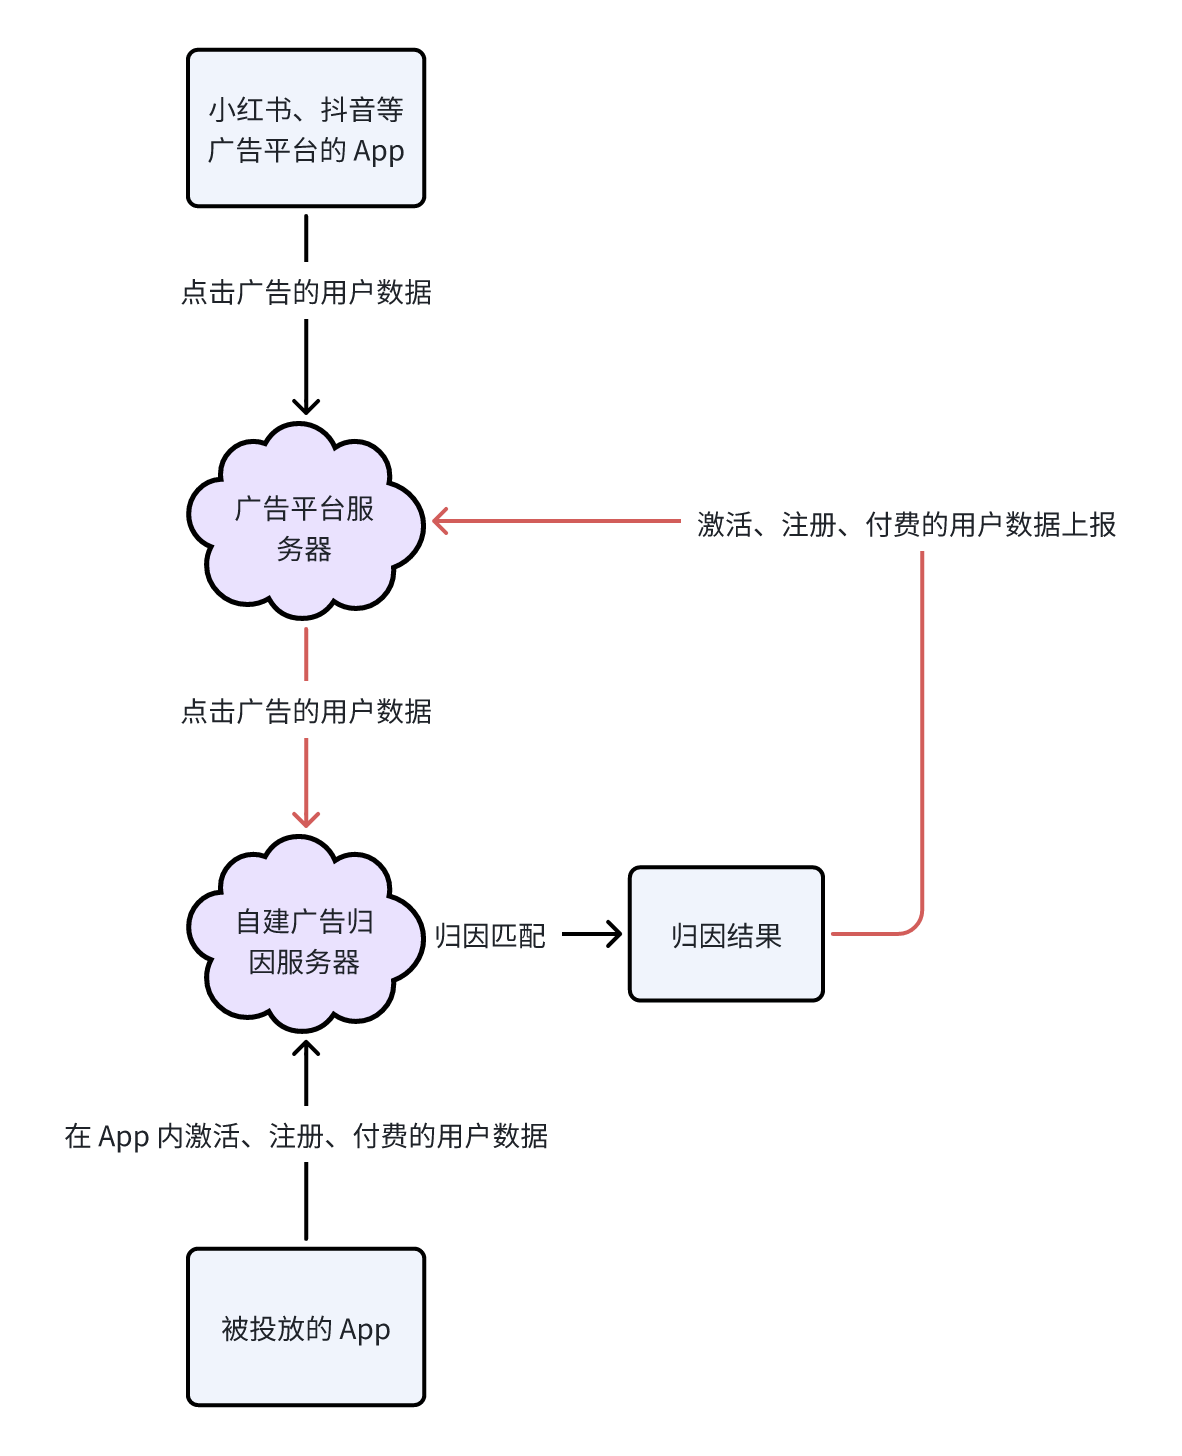 小红书、抖音等
广告平台的 App
点击广告的用户数据
广告平台服
务器
激活、注册、付费的用户数据上报
点击广告的用户数据
自建广告归
因服务器
归因匹配
归因结果
在 App 内激活、注册、付费的用户数据
被投放的 App